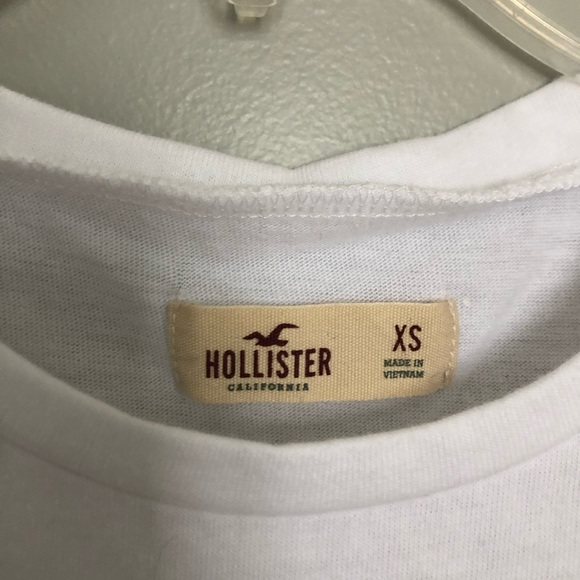 HOLLISTER
CALIFORNIA
XS
MADE IN
VIETNAM